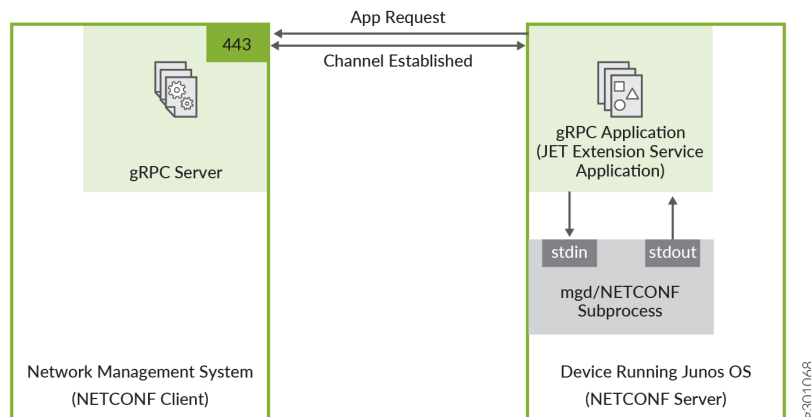 App Request
443
Channel Established
gRPC Server
gRPC Application
(JET Extension Service
Application)
stdin
stdout
mgd/NETCONF
Subprocess
Network Management System
(NETCONF Client)
Device Running Junos OS
(NETCONF Server)
g301068